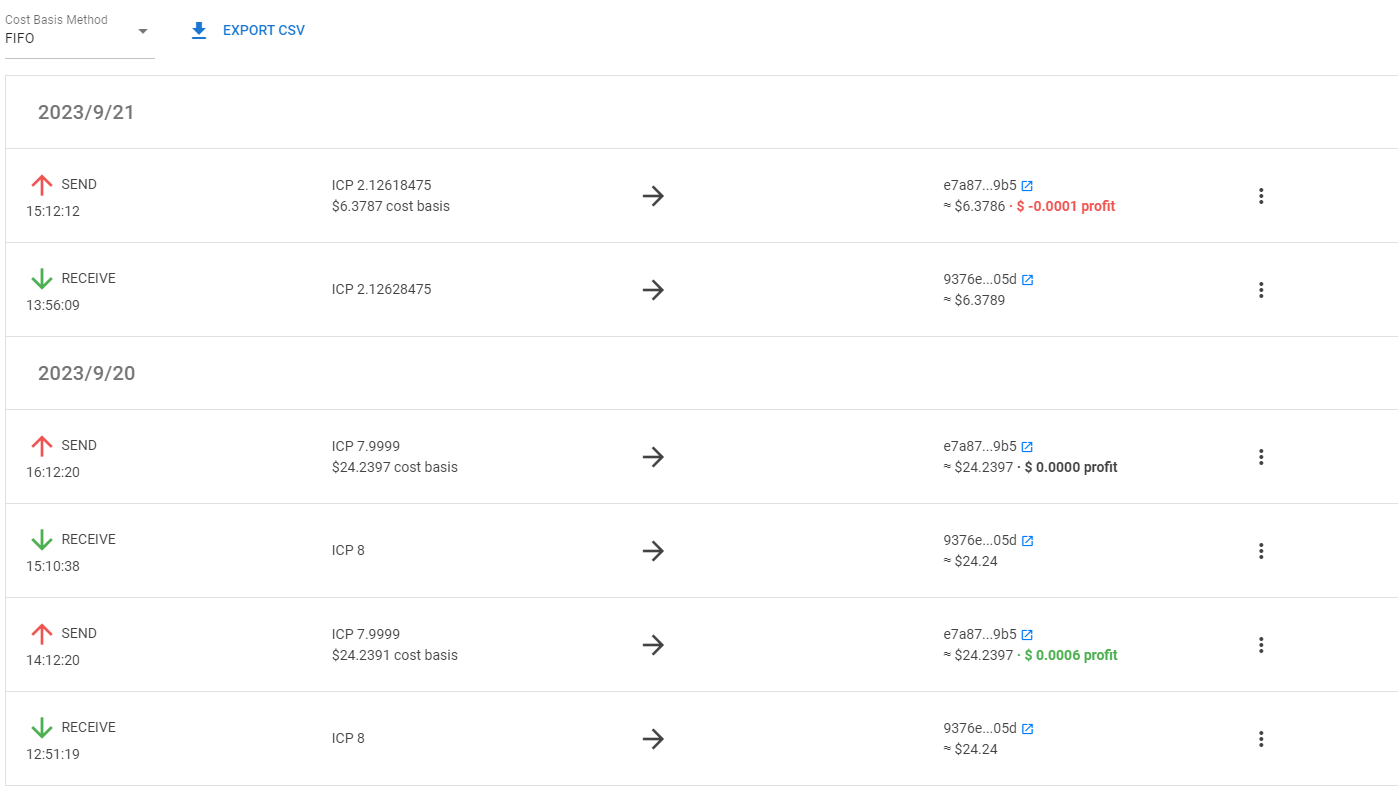 Cost Basis Method
FIFO
EXPORT CSV
2023/9/21
SEND
15:12:12
ICP 2.12618475
$6.3787 cost basis
e7a87...9b5
≈ $6.3786 · $ -0.0001 profit
RECEIVE
13:56:09
ICP 2.12628475
9376e...05d
≈ $6.3789
2023/9/20
SEND
16:12:20
ICP 7.9999
$24.2397 cost basis
e7a87...9b5
≈ $24.2397 · $ 0.0000 profit
RECEIVE
15:10:38
ICP 8
9376e...05d
≈ $24.24
SEND
14:12:20
ICP 7.9999
$24.2391 cost basis
e7a87...9b5
≈ $24.2397 · $ 0.0006 profit
RECEIVE
12:51:19
ICP 8
9376e...05d
≈ $24.24